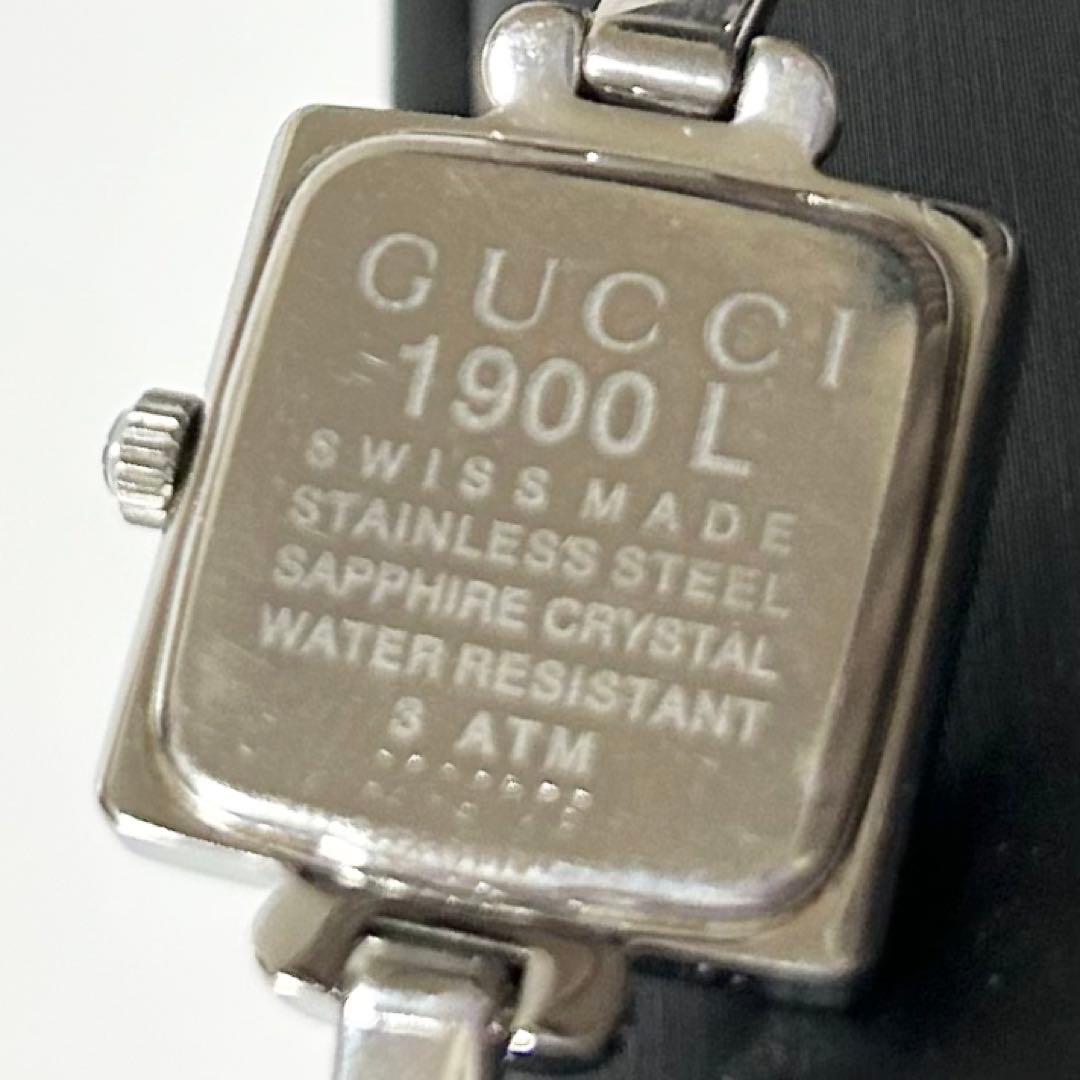 GUCCI
1900 L
SWISS MADE
STAINLESS STEEL
SAPPHIRE CRYSTAL
WATER RESISTANT
3 ATM